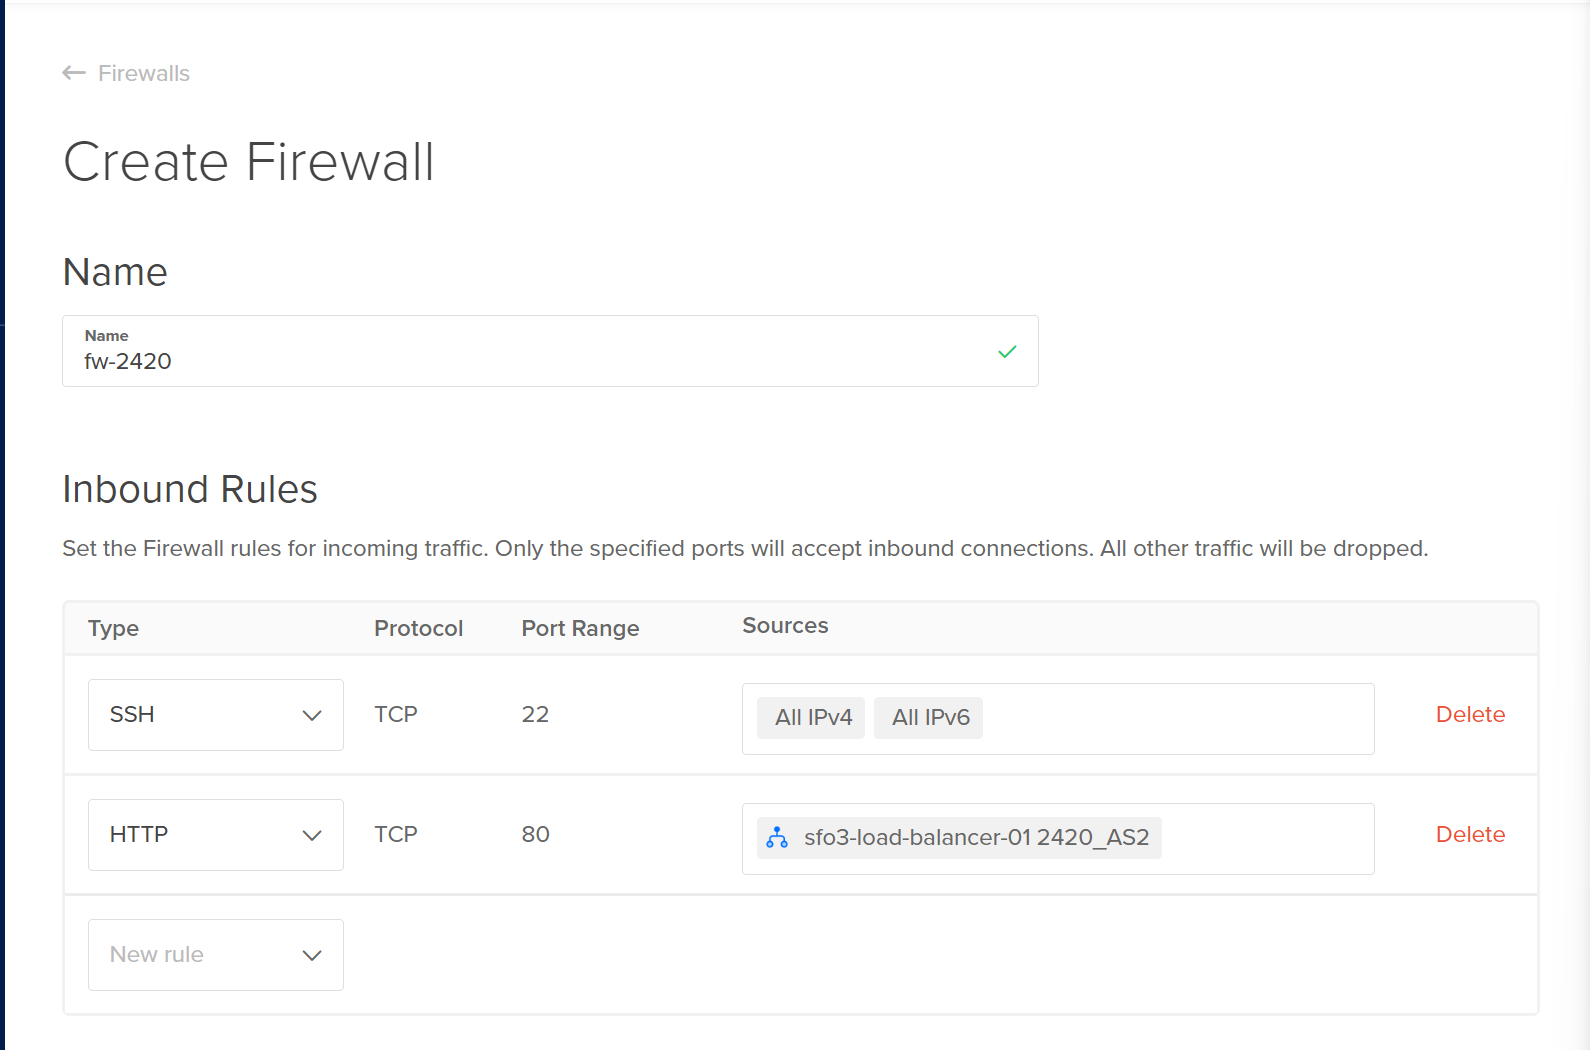 Firewalls
Create Firewall
Name
Name
fw-2420
Inbound Rules
Set the Firewall rules for incoming traffic. Only the specified ports will accept inbound connections. All other traffic will be dropped.
Type Protocol Port Range Sources
SSH TCP 22 All IPv4 All IPv6 Delete
HTTP TCP 80 sfo3-load-balancer-01 2420_AS2 Delete
New rule